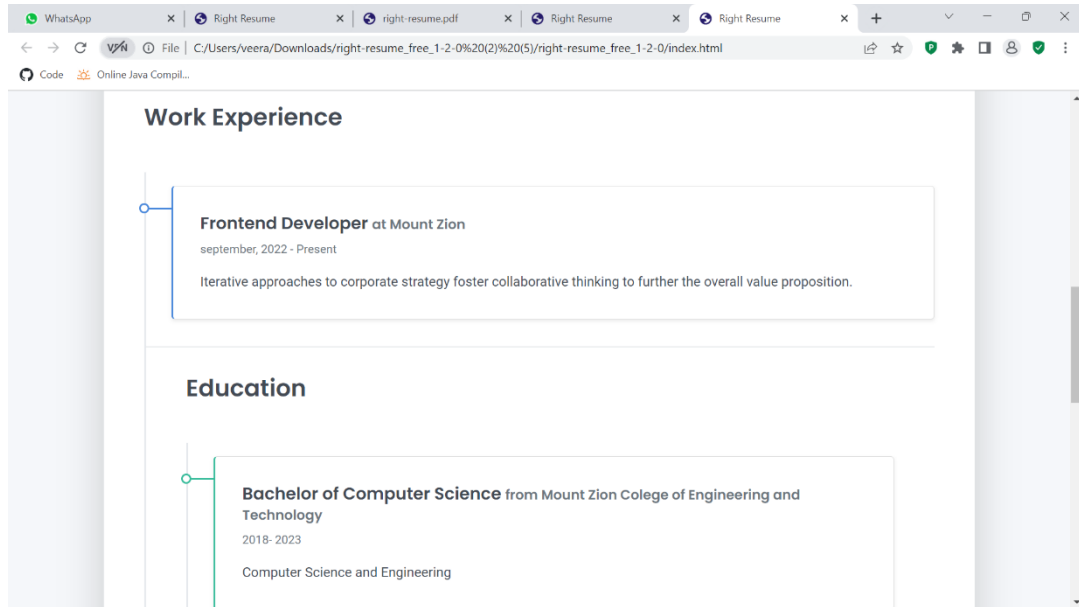 WhatsApp
Right Resume
right-resume.pdf
Right Resume
Right Resume
VPN File C:/Users/veera/Downloads/right-resume_free_1-2-0%20(2)%20(5)/right-resume_free_1-2-0/index.html
Code Online Java Compil...
Work Experience
Frontend Developer at Mount Zion
september, 2022 - Present
Iterative approaches to corporate strategy foster collaborative thinking to further the overall value proposition.
Education
Bachelor of Computer Science from Mount Zion Colege of Engineering and
Technology
2018- 2023
Computer Science and Engineering